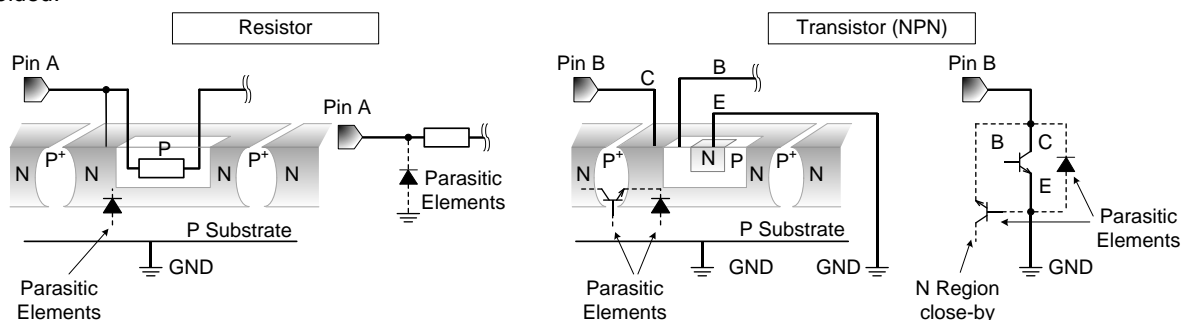 Resistor
Transistor (NPN)
Pin A
Pin A
P
N
P+
N
N
P+
N
Parasitic
Elements
P Substrate
GND
Parasitic
Elements
Pin B
C
B
E
N
P+
N
N
P
N
P+
N
P Substrate
GND
GND
Parasitic
Elements
Pin B
B
C
E
Parasitic
Elements
GND
N Region
close-by